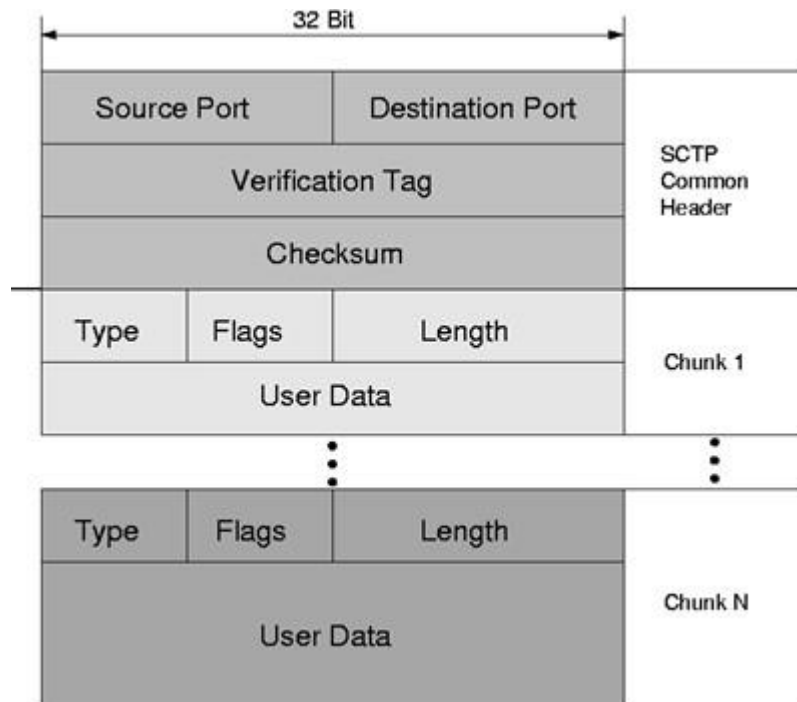 32 Bit
Source Port
Destination Port
Verification Tag
Checksum
SCTP
Common
Header
Type
Flags
Length
User Data
Chunk 1
Type
Flags
Length
User Data
Chunk N